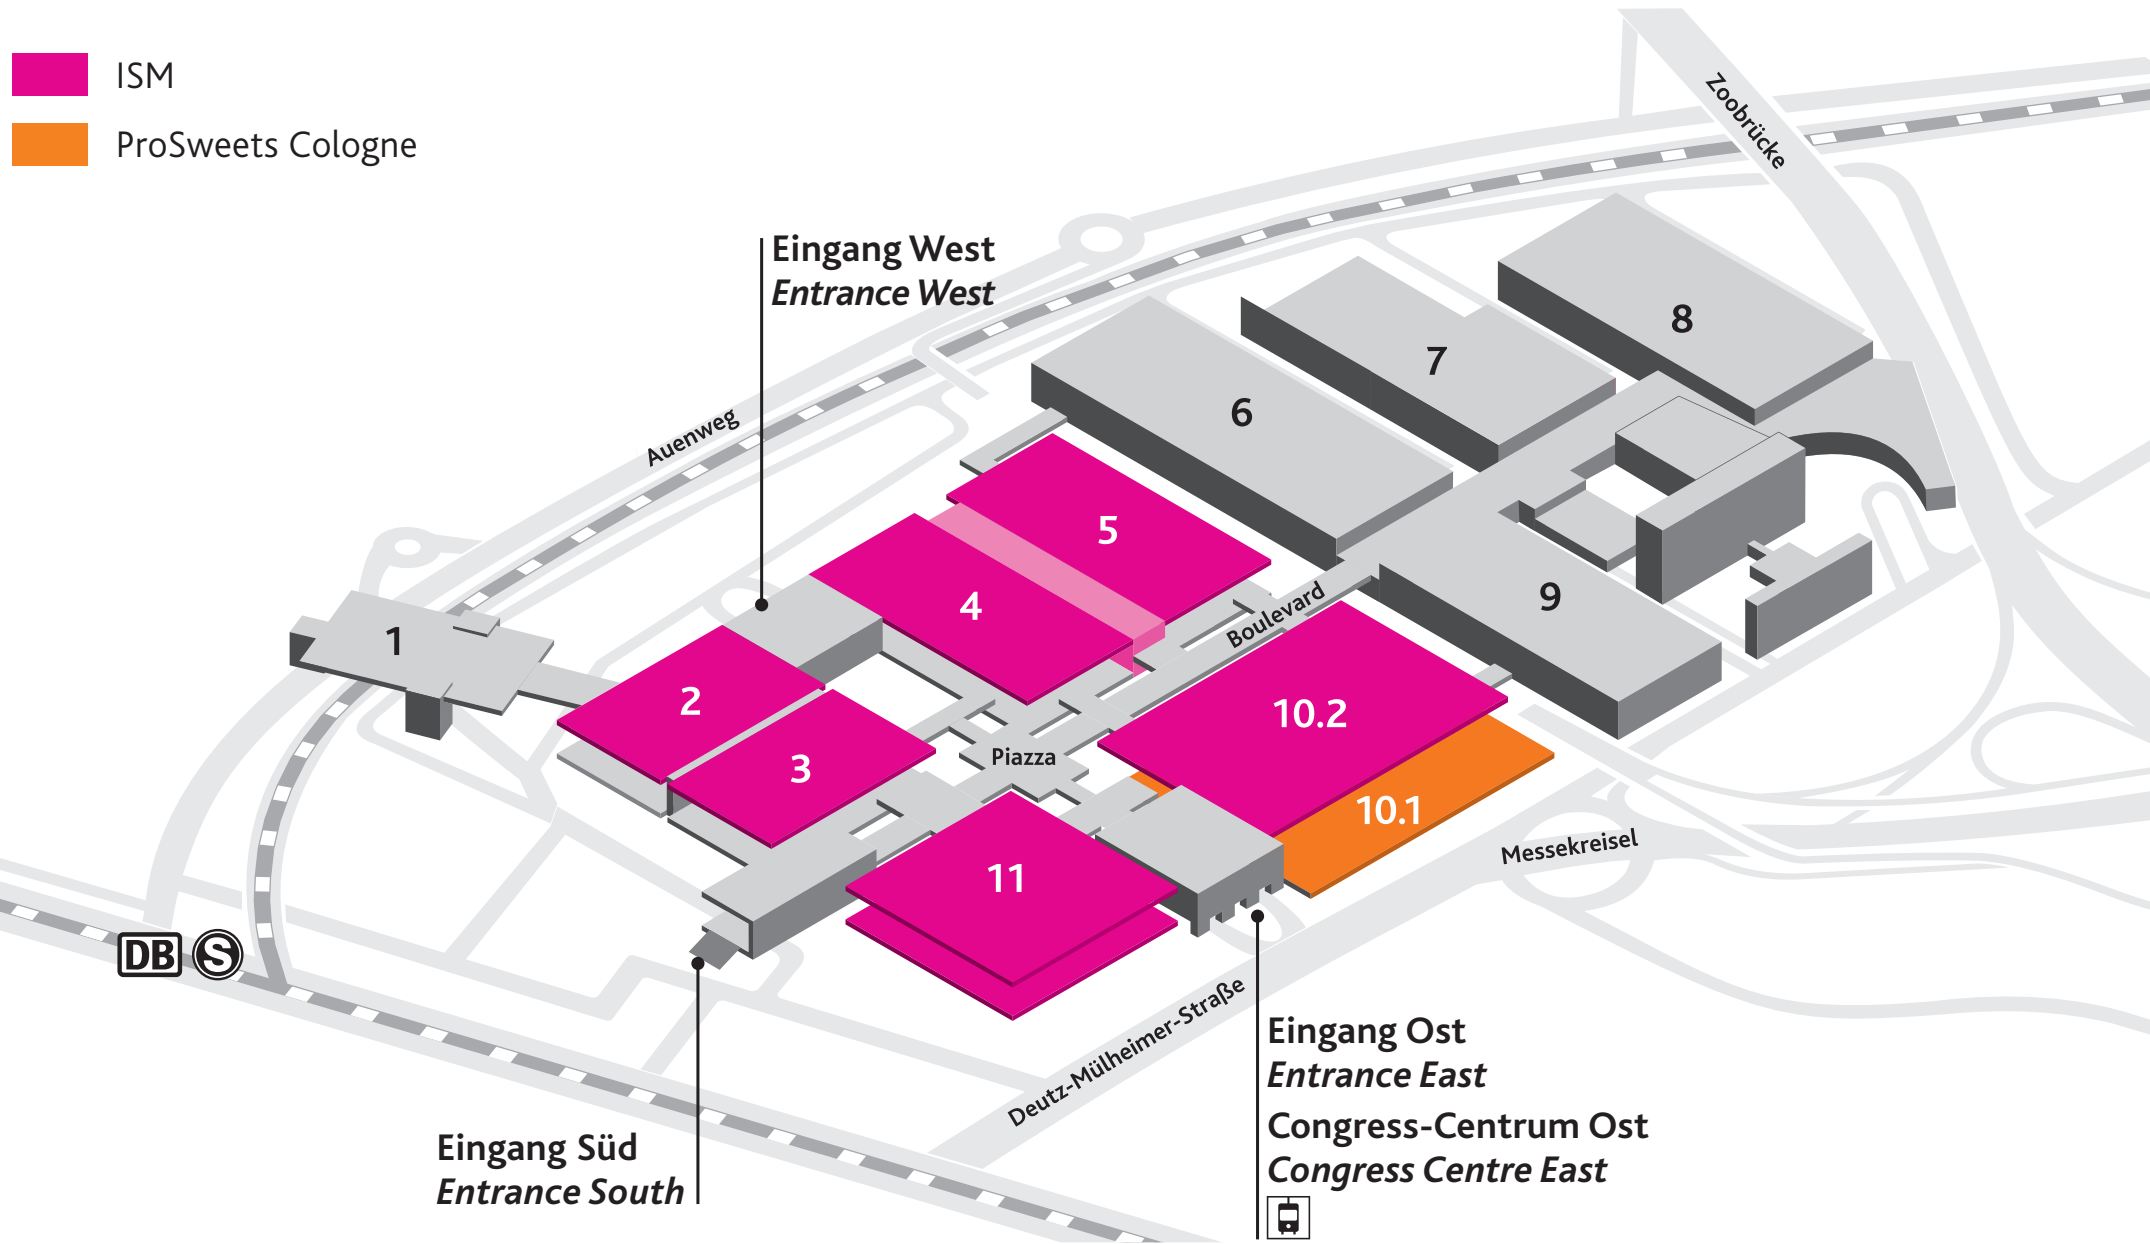 ISM
ProSweets Cologne
Zoobrücke
Eingang West
Entrance West
8
7
6
Auenweg
5
9
4
Boulevard
1
2
10.2
3
Piazza
10.1
Messekreisel
11
DB S
Deutz-Mülheimer-Straße
Eingang Ost
Entrance East
Congress-Centrum Ost
Congress Centre East
Eingang Süd
Entrance South